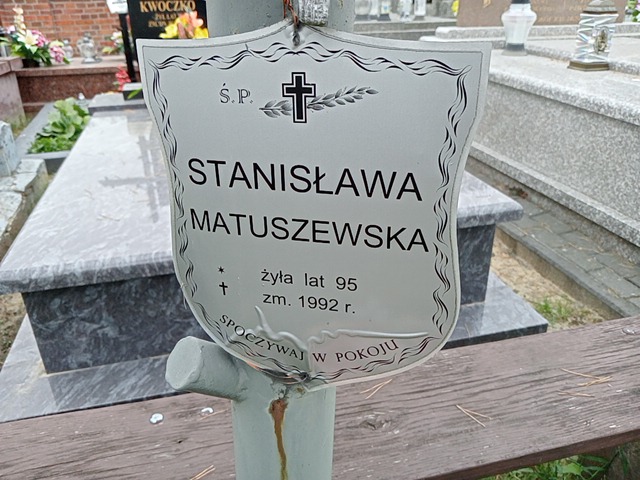 KWOCZKO
Ś.P.
STANISŁAWA
MATUSZEWSKA
* żyła lat 95
✝ zm. 1992 r.
SPOCZYWAJ W POKOJU